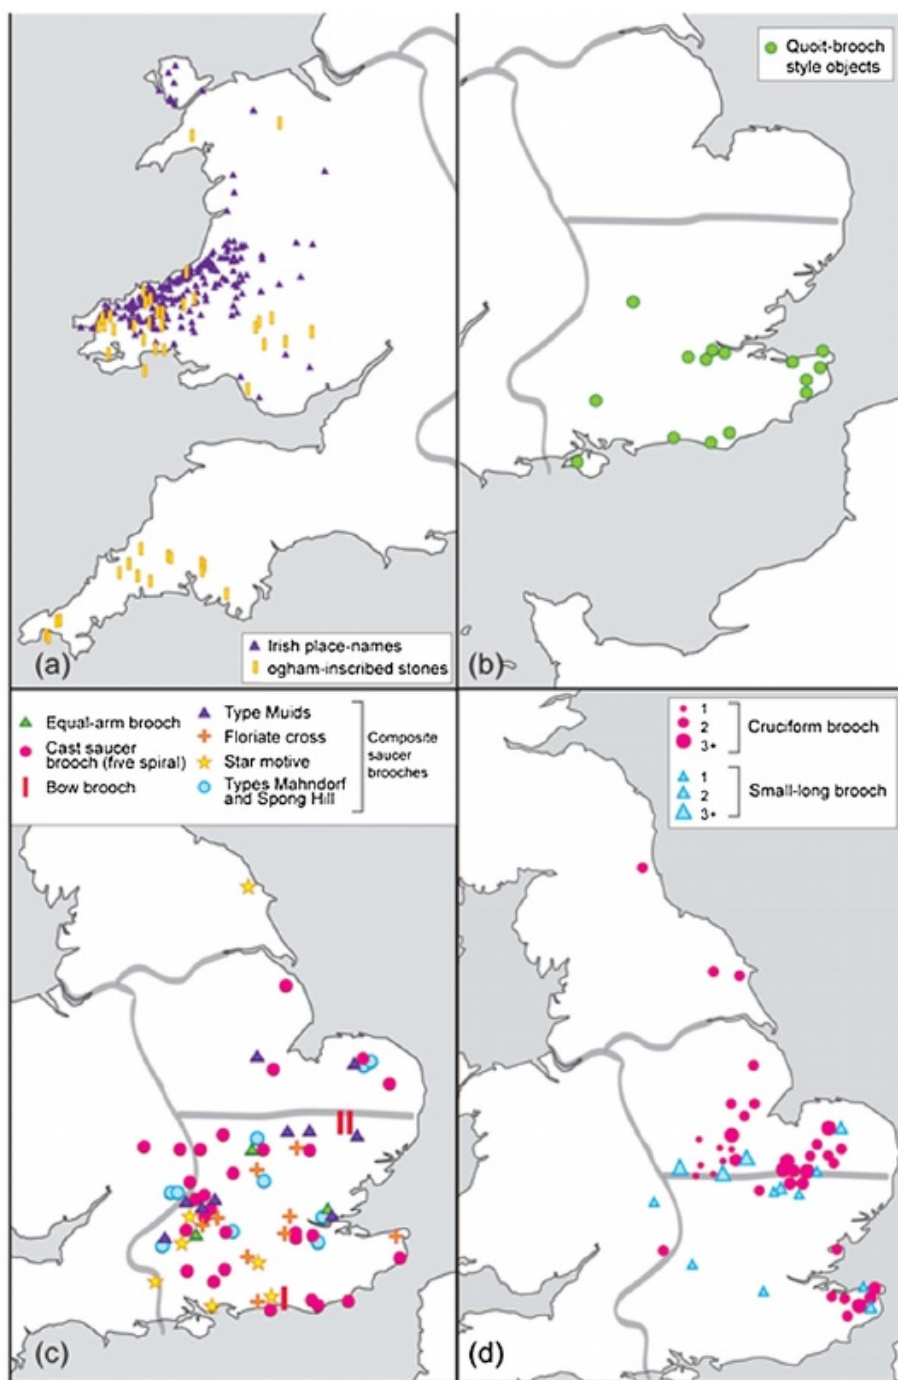 Quoit-brooch
style objects
Irish place-names
ogham-inscribed stones
(a)
(b)
Equal-arm brooch
Cast saucer
brooch (five spiral)
Bow brooch
Type Muids
Floriate cross
Star motive
Types Mahndorf
and Spong Hill
Composite
saucer
brooches
1
2
3+
Cruciform brooch
1
2
3+
Small-long brooch
(c)
(d)